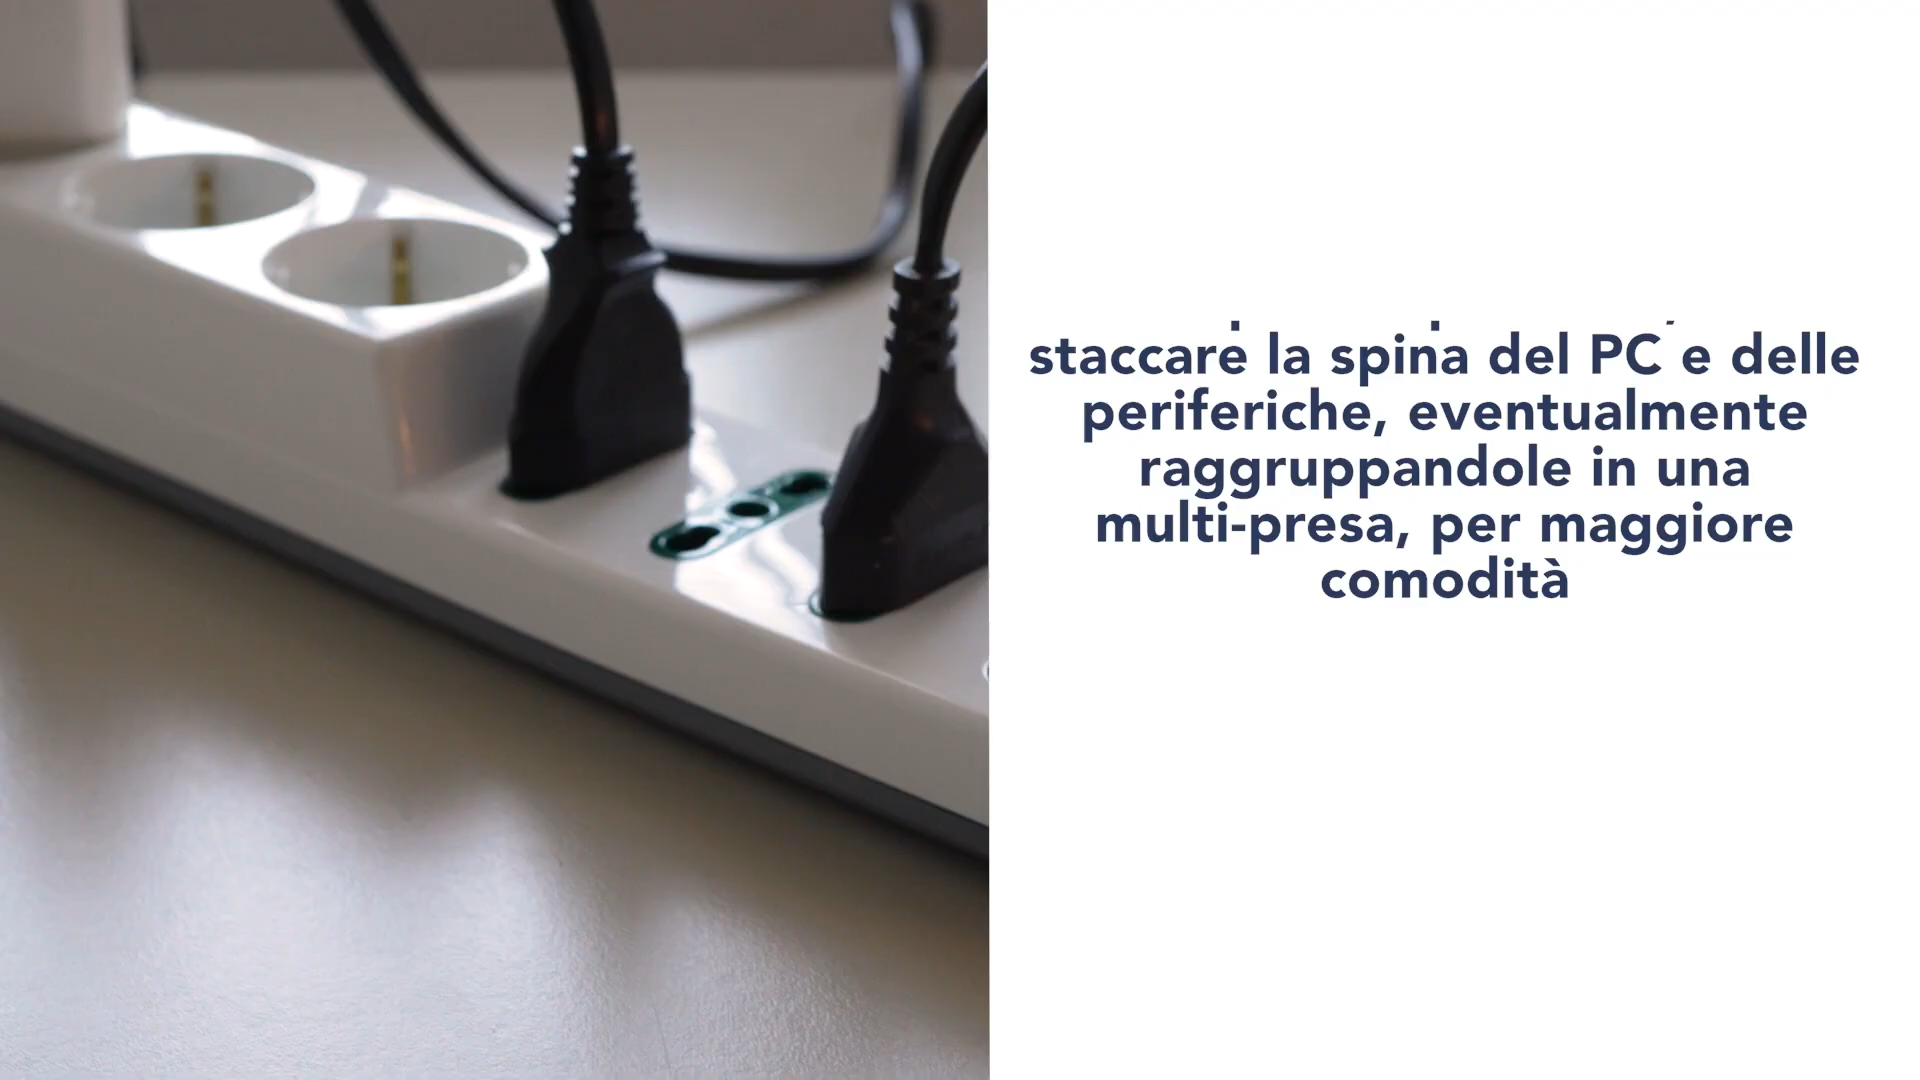 staccare la spina del PC e delle
periferiche, eventualmente
raggruppandole in una
multi-presa, per maggiore
comodità